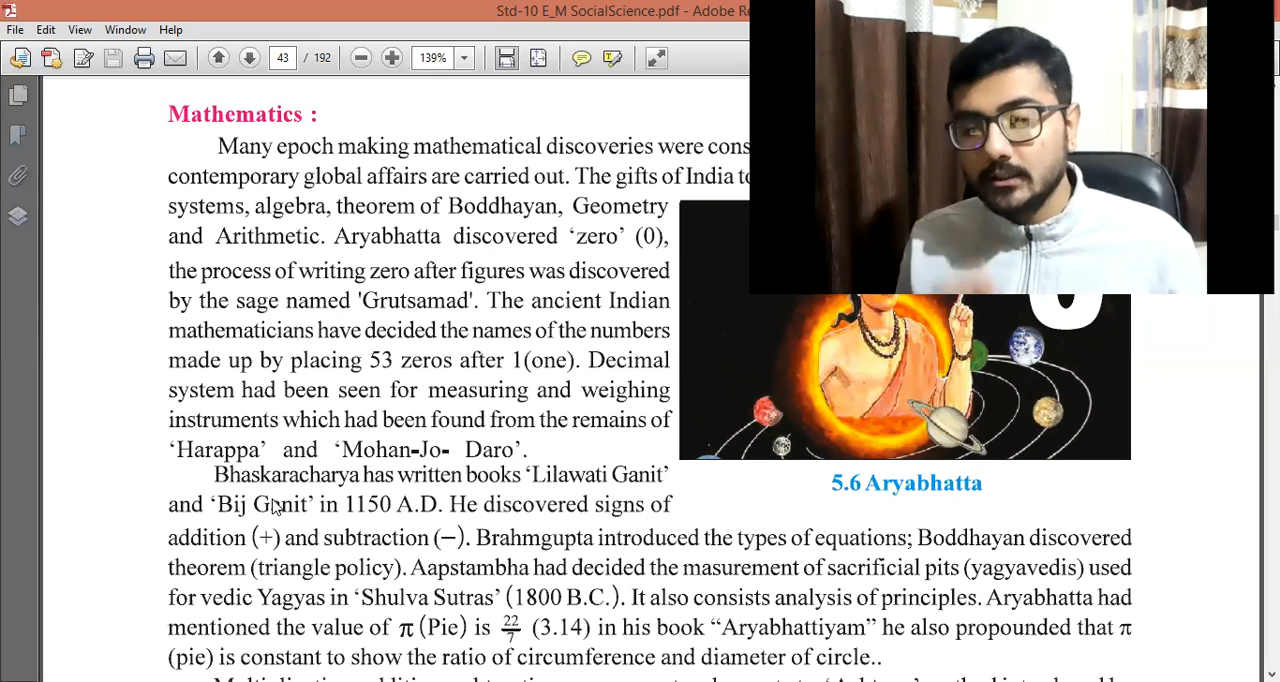 Std-10 E_M SocialScience.pdf - Adobe Re
File Edit View Window Help
43 / 192 139%
Mathematics :
Many epoch making mathematical discoveries were cons
contemporary global affairs are carried out. The gifts of India to
systems, algebra, theorem of Boddhayan, Geometry
and Arithmetic. Aryabhatta discovered ‘zero’ (0),
the process of writing zero after figures was discovered
by the sage named 'Grutsamad'. The ancient Indian
mathematicians have decided the names of the numbers
made up by placing 53 zeros after 1(one). Decimal
system had been seen for measuring and weighing
instruments which had been found from the remains of
‘Harappa’ and ‘Mohan-Jo- Daro’.
5.6 Aryabhatta
Bhaskaracharya has written books ‘Lilawati Ganit’
and ‘Bij Ganit’ in 1150 A.D. He discovered signs of
addition (+) and subtraction (−). Brahmgupta introduced the types of equations; Boddhayan discovered
theorem (triangle policy). Aapstambha had decided the masurement of sacrificial pits (yagyavedis) used
for vedic Yagyas in ‘Shulva Sutras’ (1800 B.C.). It also consists analysis of principles. Aryabhatta had
mentioned the value of π (Pie) is 22/7 (3.14) in his book “Aryabhattiyam” he also propounded that π
(pie) is constant to show the ratio of circumference and diameter of circle..